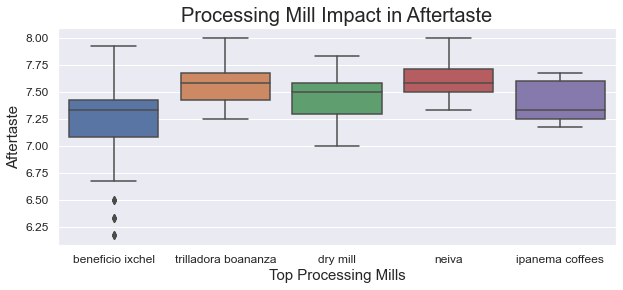 Processing Mill Impact in Aftertaste
8.00
7.75
7.50
7.25
7.00
6.75
6.50
6.25
Aftertaste
beneficio ixchel
trilladora boananza
dry mill
neiva
ipanema coffees
Top Processing Mills